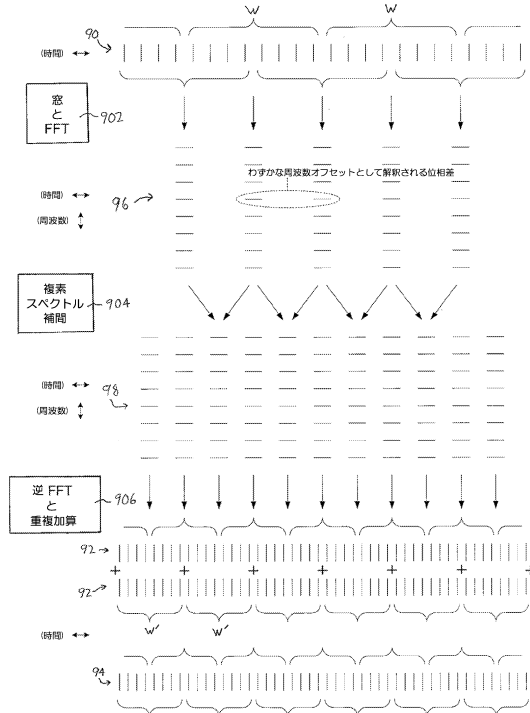 W W
90
(時間)
窓
と
FFT
902
わずかな周波数オフセットとして解釈される位相差
(時間)
96
(周波数)
複素
スペクトル
補間
904
(時間)
98
(周波数)
逆 FFT
と
重複加算
906
92
+ + + + + + +
92
W' W'
(時間)
94